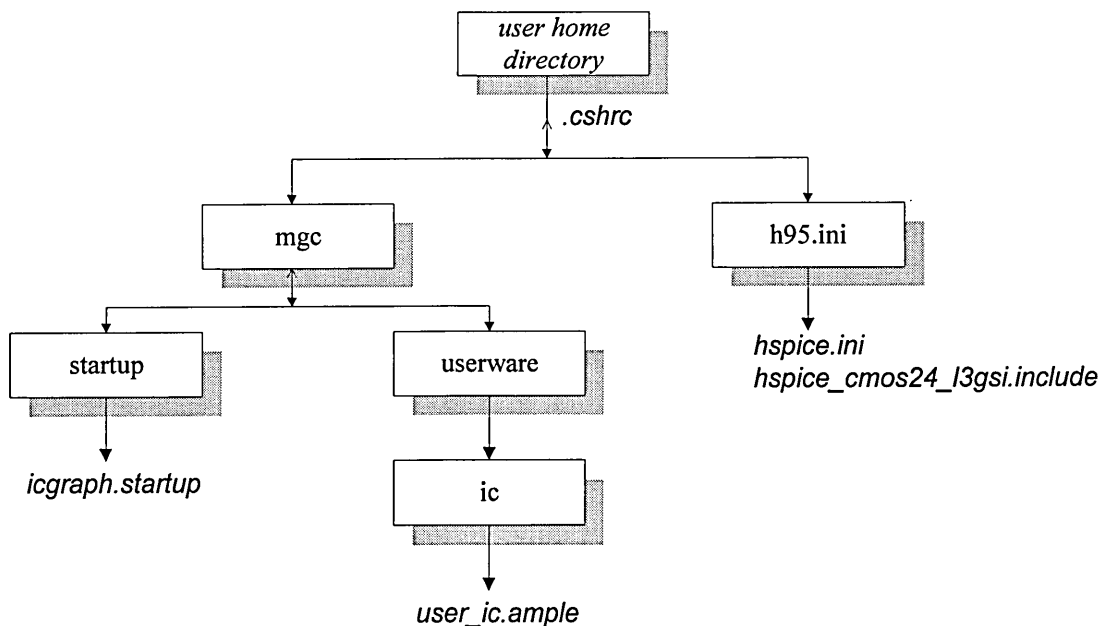 user home
directory
.cshrc
mgc
h95.ini
startup
userware
hspice.ini
hspice_cmos24_l3gsi.include
icgraph.startup
ic
user_ic.ample